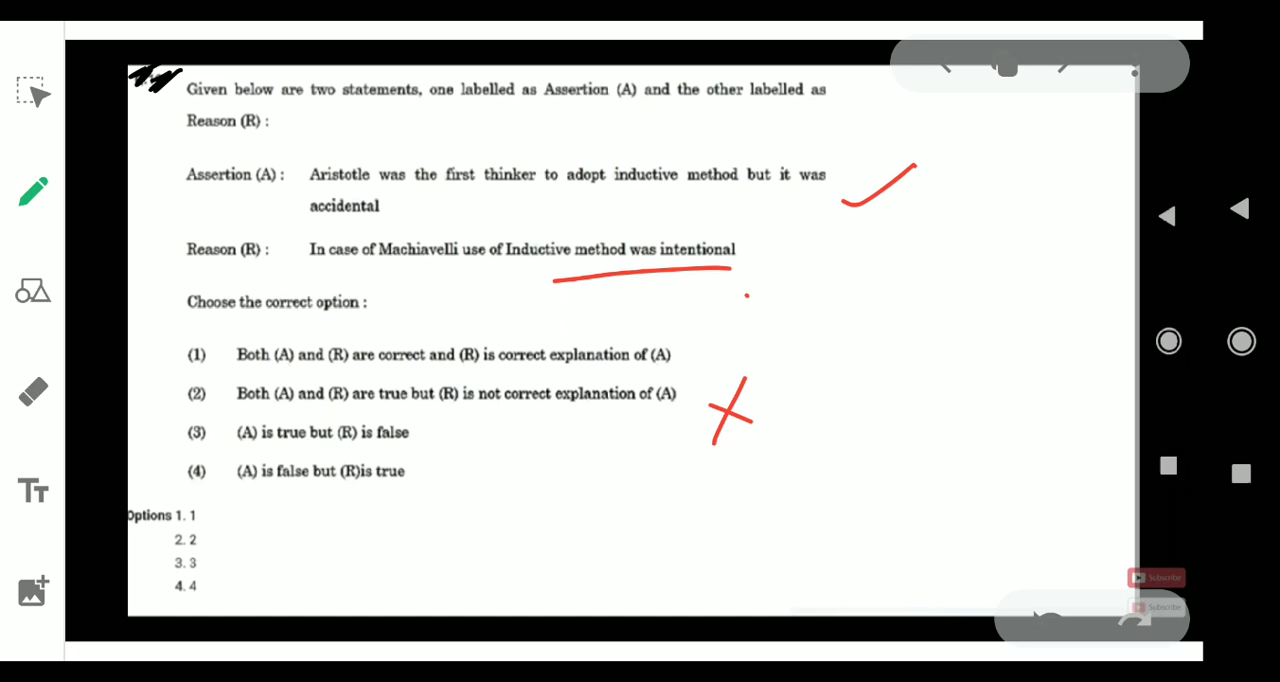 Given below are two statements, one labelled as Assertion (A) and the other labelled as
Reason (R) :
Assertion (A) : Aristotle was the first thinker to adopt inductive method but it was
accidental
Reason (R) : In case of Machiavelli use of Inductive method was intentional
Choose the correct option :
(1) Both (A) and (R) are correct and (R) is correct explanation of (A)
(2) Both (A) and (R) are true but (R) is not correct explanation of (A)
(3) (A) is true but (R) is false
(4) (A) is false but (R)is true
Options 1. 1
2. 2
3. 3
4. 4
Subscribe
Subscribe
TT